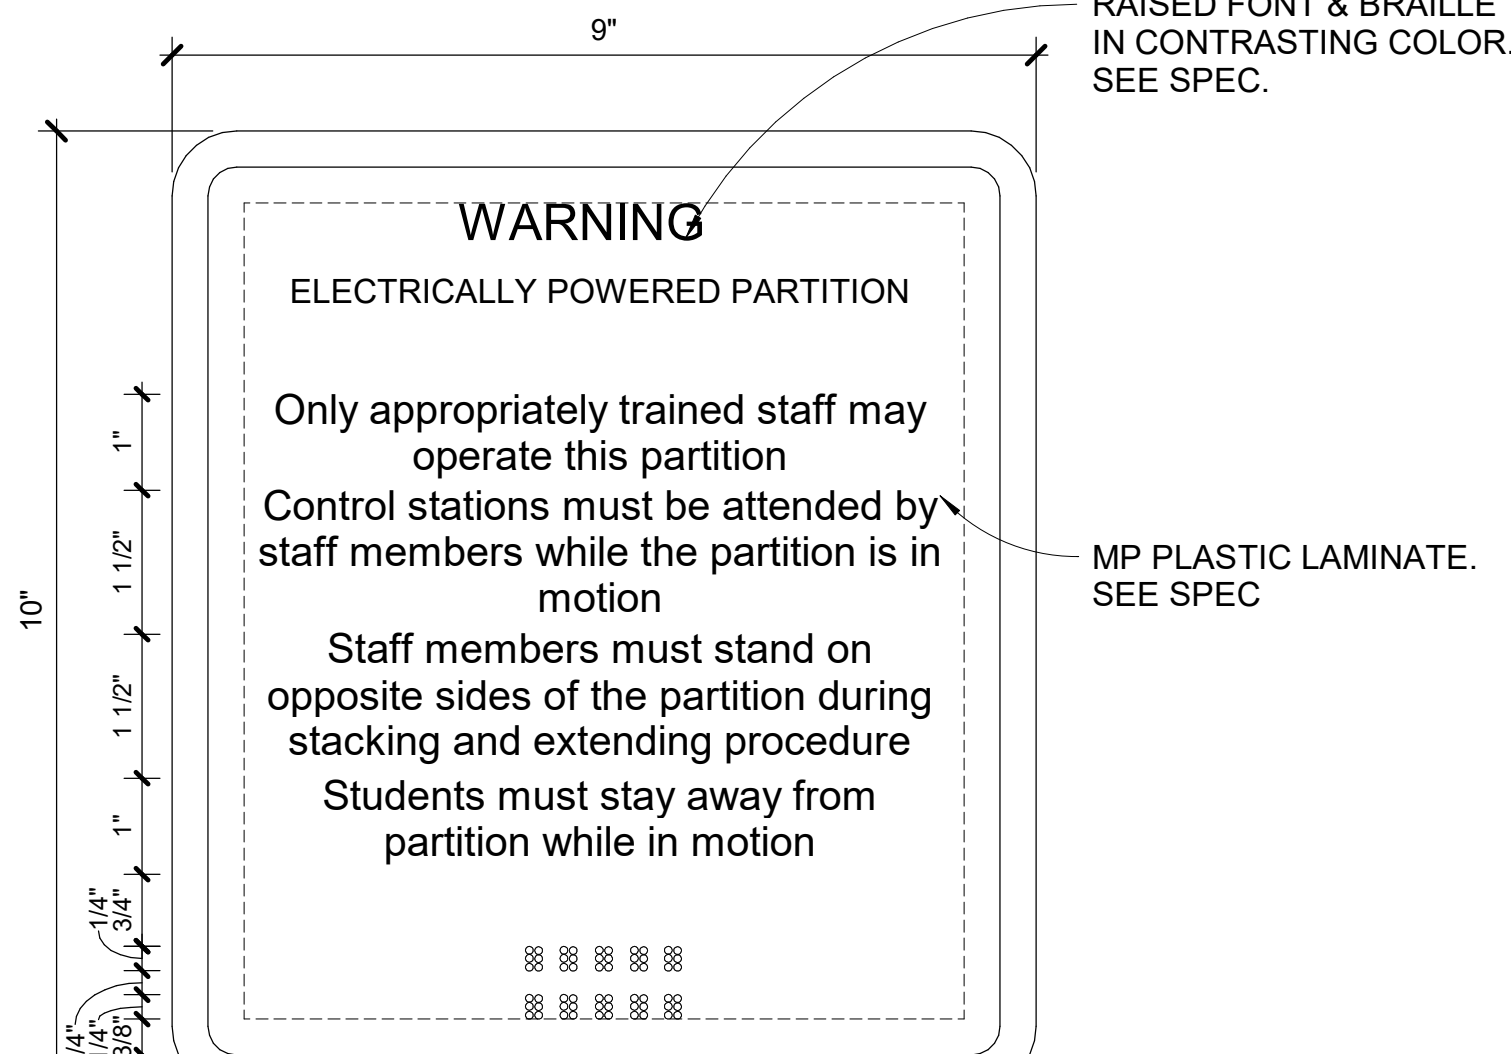 9"
RAISED FONT & BRAILLE
IN CONTRASTING COLOR.
SEE SPEC.
WARNING
ELECTRICALLY POWERED PARTITION
Only appropriately trained staff may
operate this partition
Control stations must be attended by
staff members while the partition is in
motion
Staff members must stand on
opposite sides of the partition during
stacking and extending procedure
Students must stay away from
partition while in motion
MP PLASTIC LAMINATE.
SEE SPEC
10"
1"
1 1/2"
1 1/2"
1"
1/4"
3/4"